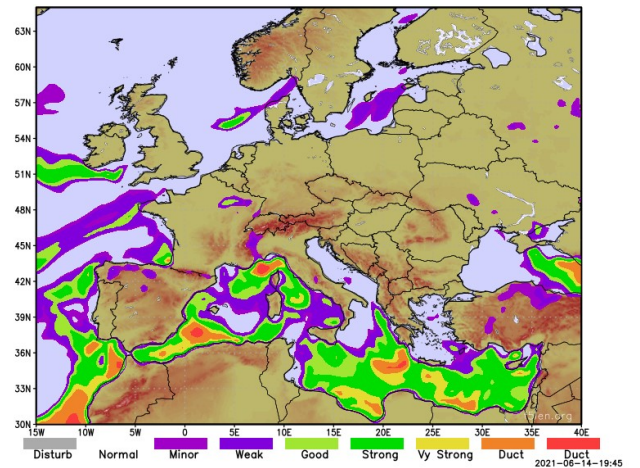 63N
60N
57N
54N
51N
48N
45N
42N
39N
36N
33N
30N
15W 10W 5W 0 5E 10E 15E 20E 25E 30E 35E 40E
Disturb Normal Minor Weak Good Strong Vy Strong Duct Duct
2021-06-14-19:45